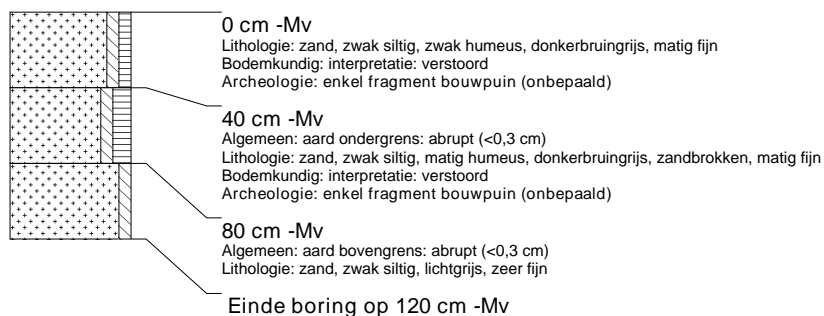 0 cm -Mv
Lithologie: zand, zwak siltig, zwak humeus, donkerbruingrijs, matig fijn
Bodemkundig: interpretatie: verstoord
Archeologie: enkel fragment bouwpuin (onbepaald)
40 cm -Mv
Algemeen: aard ondergrens: abrupt (<0,3 cm)
Lithologie: zand, zwak siltig, matig humeus, donkerbruingrijs, zandbrokken, matig fijn
Bodemkundig: interpretatie: verstoord
Archeologie: enkel fragment bouwpuin (onbepaald)
80 cm -Mv
Algemeen: aard bovengrens: abrupt (<0,3 cm)
Lithologie: zand, zwak siltig, lichtgrijs, zeer fijn
Einde boring op 120 cm -Mv